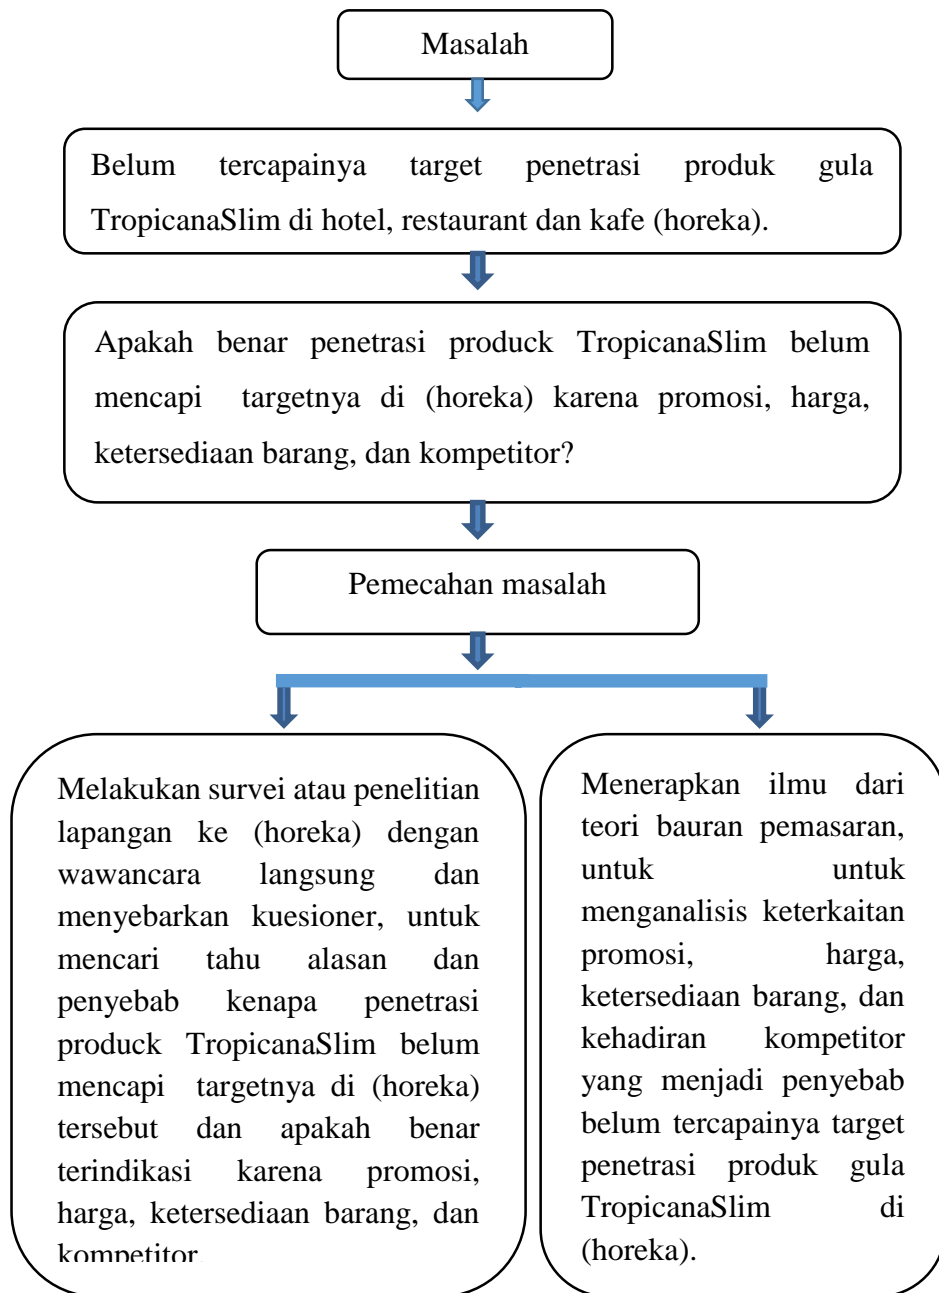 Masalah
Belum tercapainya target penetrasi produk gula
TropicanaSlim di hotel, restaurant dan kafe (horeka).
Apakah benar penetrasi produck TropicanaSlim belum
mencapi targetnya di (horeka) karena promosi, harga,
ketersediaan barang, dan kompetitor?
Pemecahan masalah
Melakukan survei atau penelitian
lapangan ke (horeka) dengan
wawancara langsung dan
menyebarkan kuesioner, untuk
mencari tahu alasan dan
penyebab kenapa penetrasi
produck TropicanaSlim belum
mencapi targetnya di (horeka)
tersebut dan apakah benar
terindikasi karena promosi,
harga, ketersediaan barang, dan
kompetitor.
Menerapkan ilmu dari
teori bauran pemasaran,
untuk untuk
menganalisis keterkaitan
promosi, harga,
ketersediaan barang, dan
kehadiran kompetitor
yang menjadi penyebab
belum tercapainya target
penetrasi produk gula
TropicanaSlim di
(horeka).